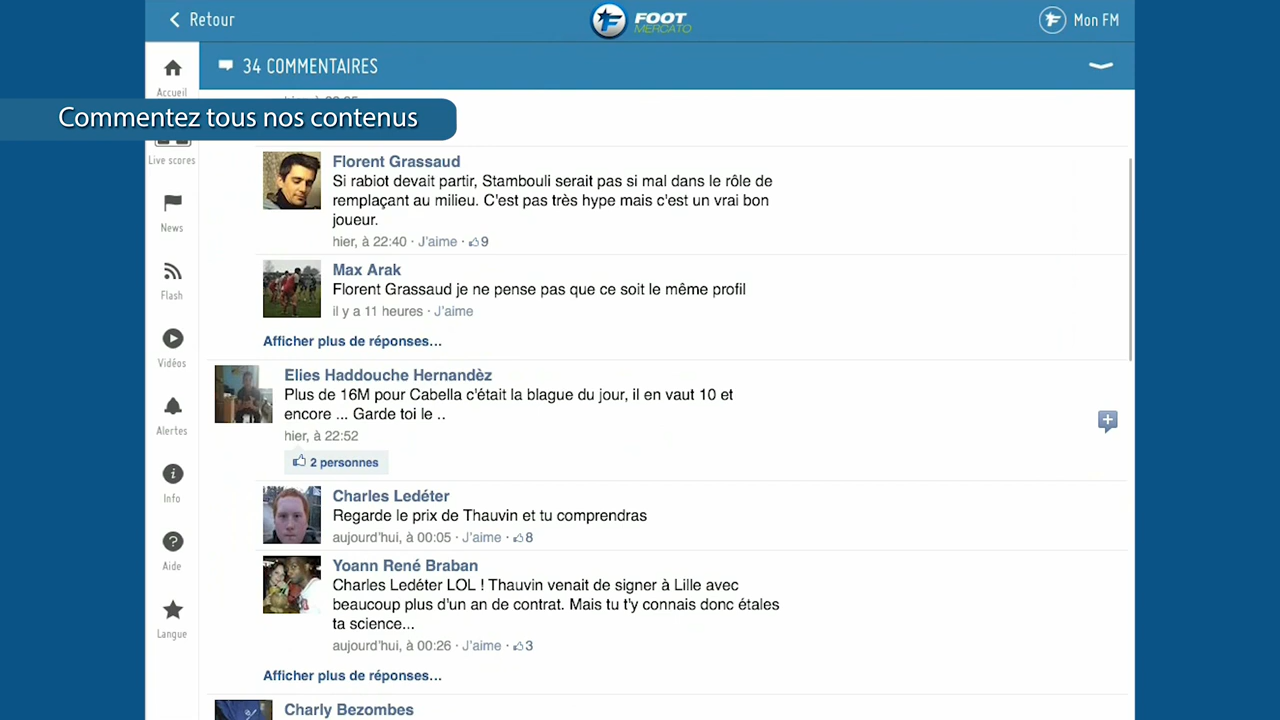 Retour
FOOT
MERCATO
Mon FM
34 COMMENTAIRES
Accueil
Commentez tous nos contenus
Live scores
News
Flash
Vidéos
Alertes
Info
Aide
Langue
Florent Grassaud
Si rabiot devait partir, Stambouli serait pas si mal dans le rôle de
remplaçant au milieu. C'est pas très hype mais c'est un vrai bon
joueur.
hier, à 22:40 · J'aime · 9
Max Arak
Florent Grassaud je ne pense pas que ce soit le même profil
il y a 11 heures · J'aime
Afficher plus de réponses...
Elies Haddouche Hernandèz
Plus de 16M pour Cabella c'était la blague du jour, il en vaut 10 et
encore ... Garde toi le ..
hier, à 22:52
2 personnes
Charles Ledéter
Regarde le prix de Thauvin et tu comprendras
aujourd'hui, à 00:05 · J'aime · 8
Yoann René Braban
Charles Ledéter LOL ! Thauvin venait de signer à Lille avec
beaucoup plus d'un an de contrat. Mais tu t'y connais donc étales
ta science...
aujourd'hui, à 00:26 · J'aime · 3
Afficher plus de réponses...
Charly Bezombes